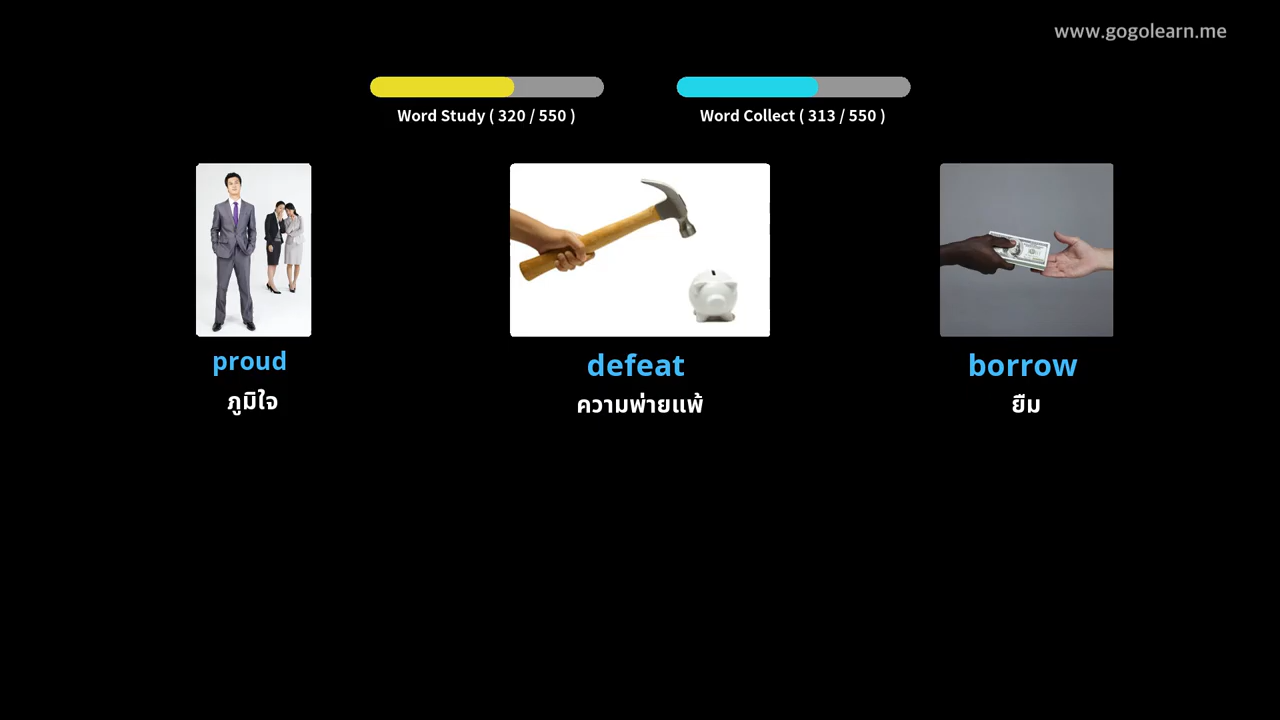 www.gogolearn.me
Word Study ( 320 / 550 )
Word Collect ( 313 / 550 )
proud
ภูมิใจ
defeat
ความพ่ายแพ้
borrow
ยืม